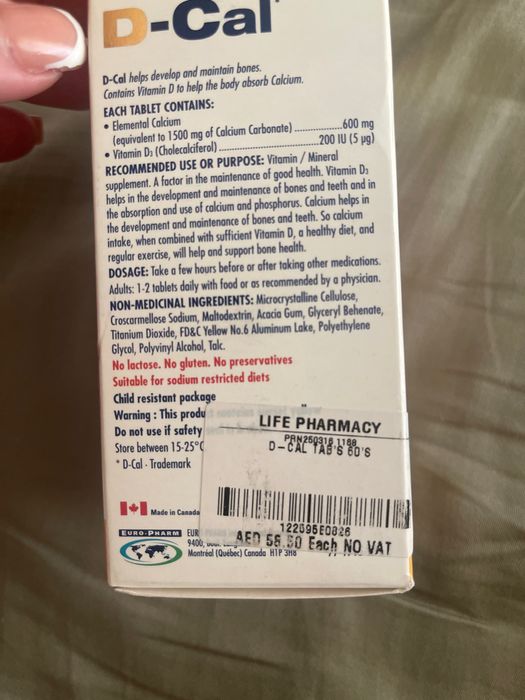 D-Cal
D-Cal helps develop and maintain bones.
Contains Vitamin D to help the body absorb Calcium.
EACH TABLET CONTAINS:
• Elemental Calcium
(equivalent to 1500 mg of Calcium Carbonate) ................600 mg
• Vitamin D₃ (Cholecalciferol) ..................................200 IU (5 µg)
RECOMMENDED USE OR PURPOSE: Vitamin / Mineral
supplement. A factor in the maintenance of good health. Vitamin D₃
helps in the development and maintenance of bones and teeth and in
the absorption and use of calcium and phosphorus. Calcium helps in
the development and maintenance of bones and teeth. So calcium
intake, when combined with sufficient Vitamin D, a healthy diet, and
regular exercise, will help and support bone health.
DOSAGE: Take a few hours before or after taking other medications.
Adults: 1-2 tablets daily with food or as recommended by a physician.
NON-MEDICINAL INGREDIENTS: Microcrystalline Cellulose,
Croscarmellose Sodium, Maltodextrin, Acacia Gum, Glyceryl Behenate,
Titanium Dioxide, FD&C Yellow No.6 Aluminum Lake, Polyethylene
Glycol, Polyvinyl Alcohol, Talc.
No lactose. No gluten. No preservatives
Suitable for sodium restricted diets
Child resistant package
Warning : This produ
Do not use if safety
Store between 15-25°C
* D-Cal - Trademark
LIFE PHARMACY
PRN250316 1188
D-CAL TAB'S 60'S
122095E0826
AED 58.50 Each NO VAT
Made in Canada
EURO-PHARM
EUR
9400,
Montréal (Québec) Canada H1P 3H8